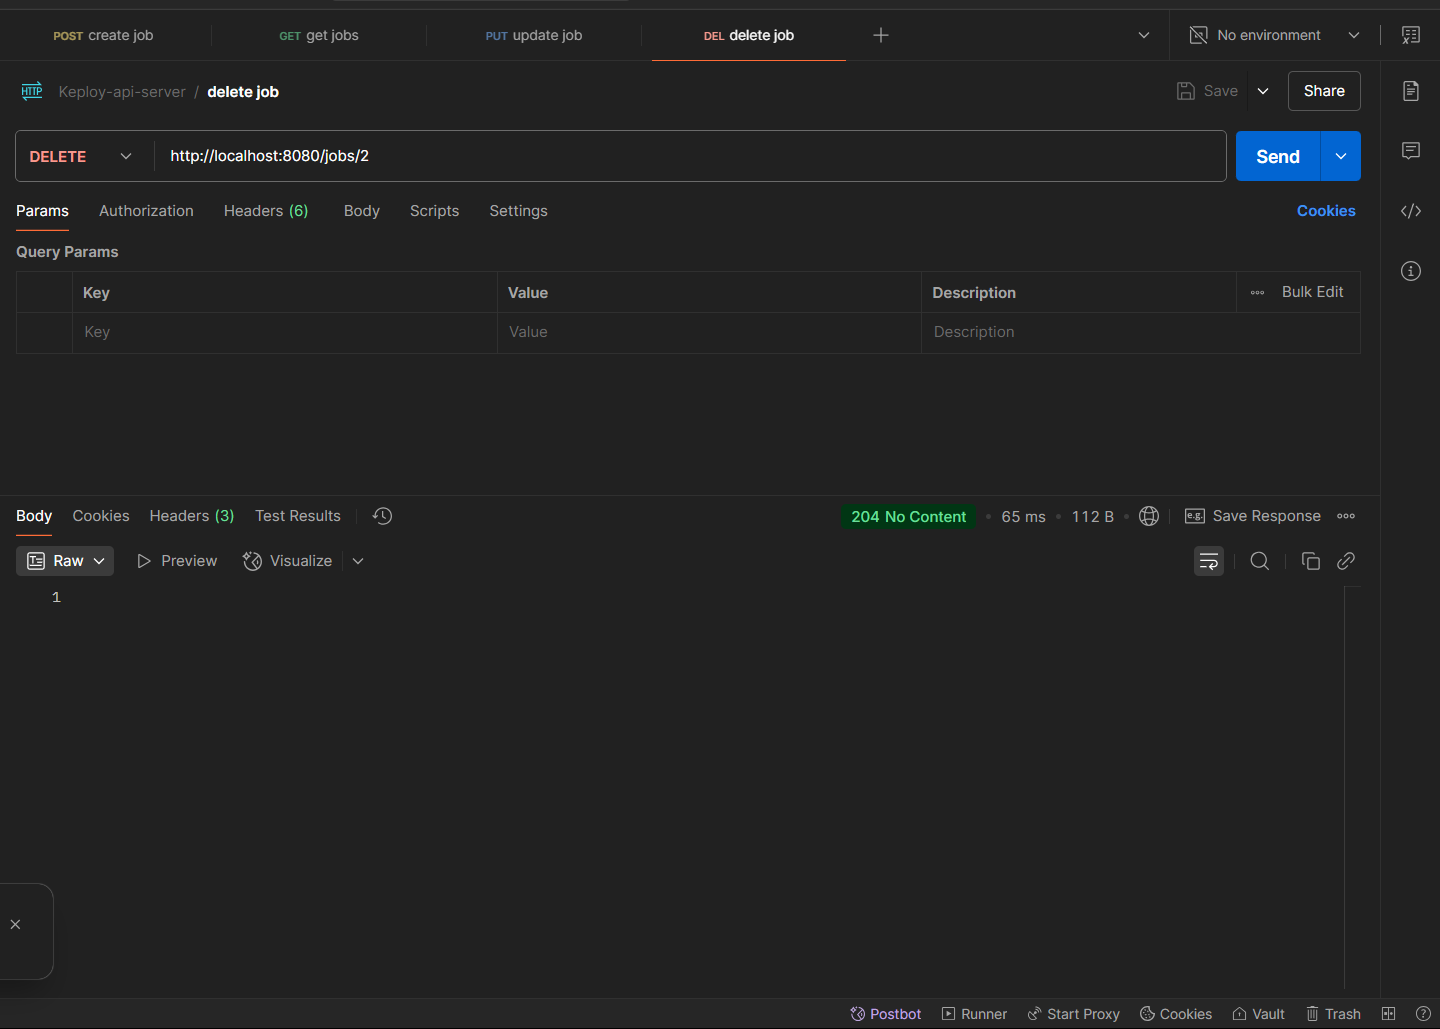 POST create job GET get jobs PUT update job DEL delete job No environment
HTTP Keploy-api-server / delete job Save Share
DELETE http://localhost:8080/jobs/2 Send
Params Authorization Headers (6) Body Scripts Settings Cookies
Query Params
Key Value Description Bulk Edit
Key Value Description
Body Cookies Headers (3) Test Results 204 No Content 65 ms 112 B e.g. Save Response
Raw Preview Visualize
1
Postbot Runner Start Proxy Cookies Vault Trash